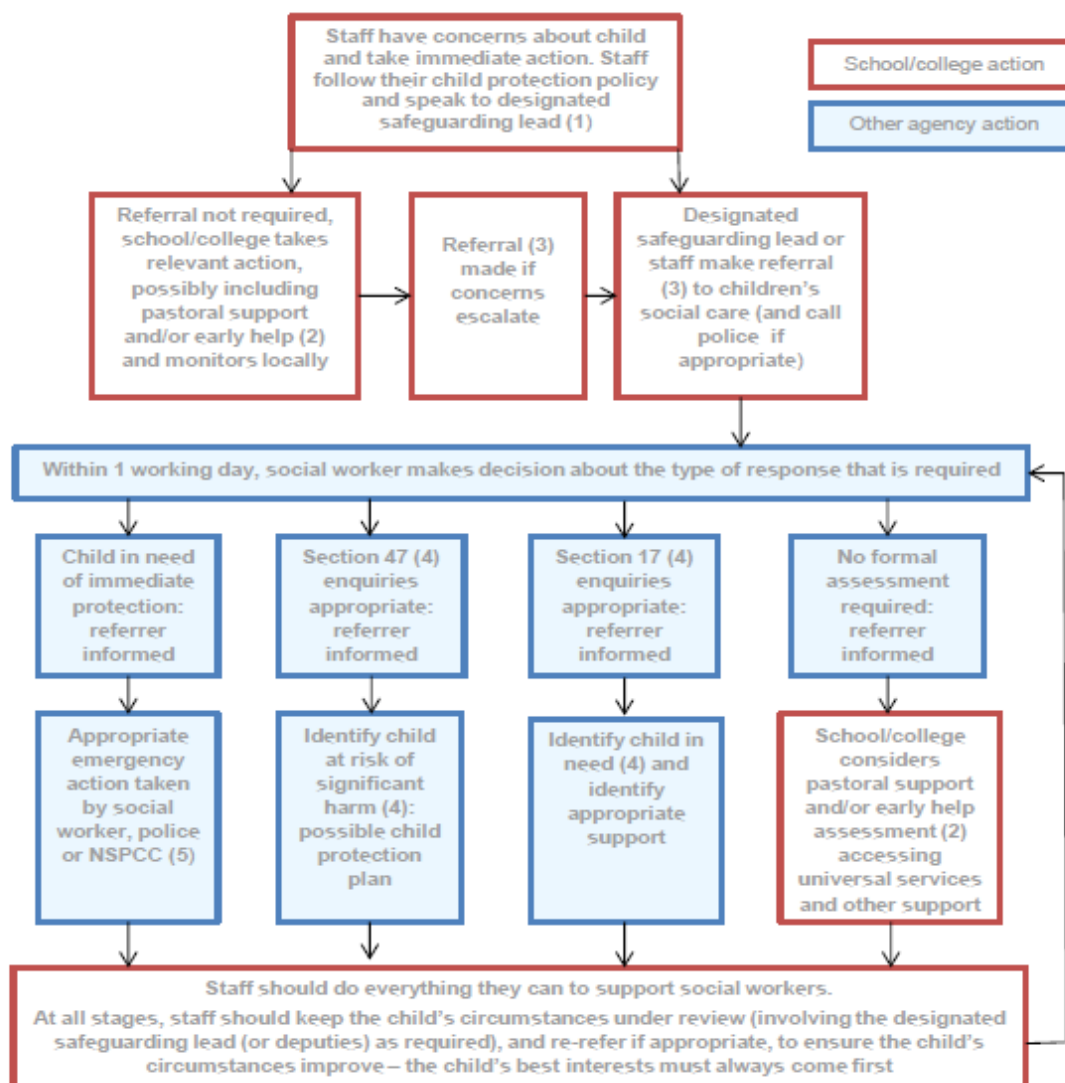 Staff have concerns about child
and take immediate action. Staff
follow their child protection policy
and speak to designated
safeguarding lead (1)
School/college action
Other agency action
Referral not required,
school/college takes
relevant action,
possibly including
pastoral support
and/or early help (2)
and monitors locally
Referral (3)
made if
concerns
escalate
Designated
safeguarding lead or
staff make referral
(3) to children’s
social care (and call
police if
appropriate)
Within 1 working day, social worker makes decision about the type of response that is required
Child in need
of immediate
protection:
referrer
informed
Section 47 (4)
enquiries
appropriate:
referrer
informed
Section 17 (4)
enquiries
appropriate:
referrer
informed
No formal
assessment
required:
referrer
informed
Appropriate
emergency
action taken
by social
worker, police
or NSPCC (5)
Identify child
at risk of
significant
harm (4):
possible child
protection
plan
Identify child in
need (4) and
identify
appropriate
support
School/college
considers
pastoral support
and/or early help
assessment (2)
accessing
universal services
and other support
Staff should do everything they can to support social workers.
At all stages, staff should keep the child’s circumstances under review (involving the designated
safeguarding lead (or deputies) as required), and re-refer if appropriate, to ensure the child’s
circumstances improve – the child’s best interests must always come first